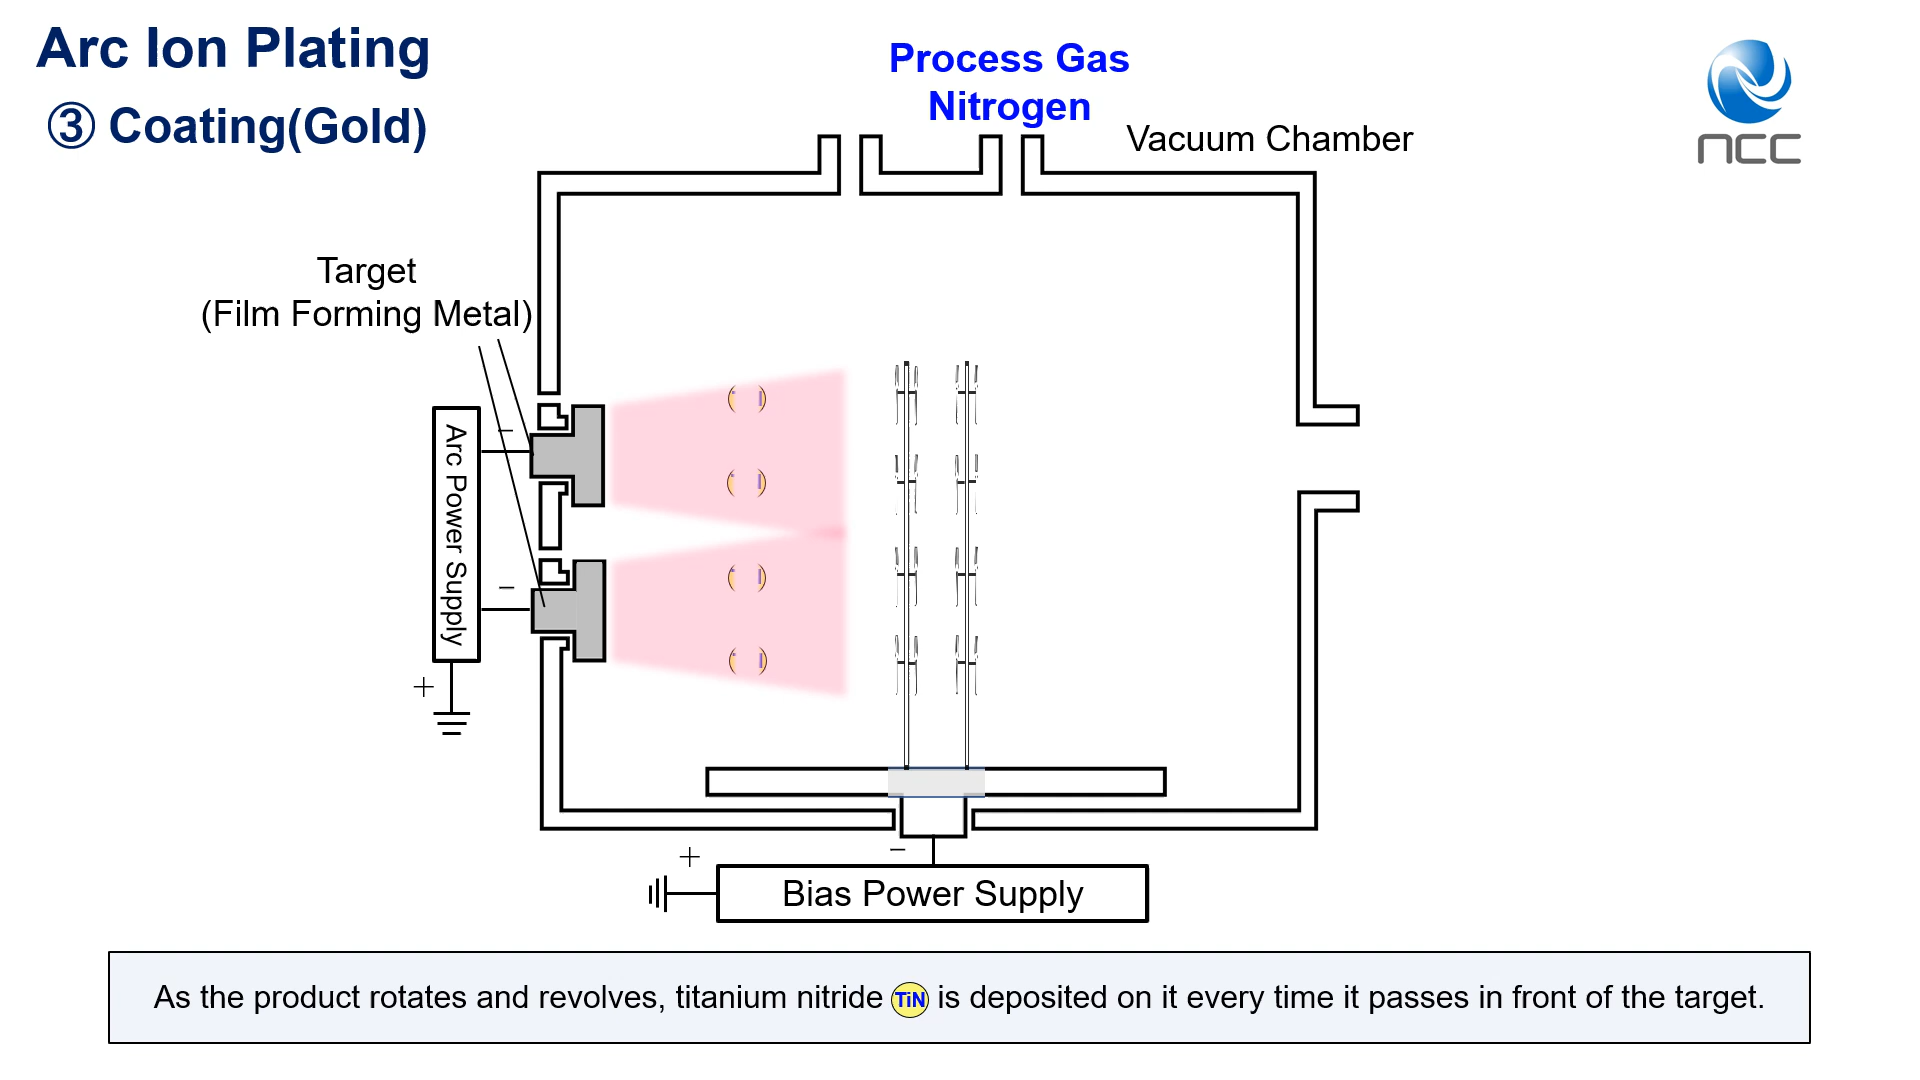 Arc Ion Plating
③ Coating(Gold)
Process Gas
Nitrogen
Vacuum Chamber
ncc
Target
(Film Forming Metal)
Arc Power Supply
−
−
+
+
−
Bias Power Supply
As the product rotates and revolves, titanium nitride TiN is deposited on it every time it passes in front of the target.